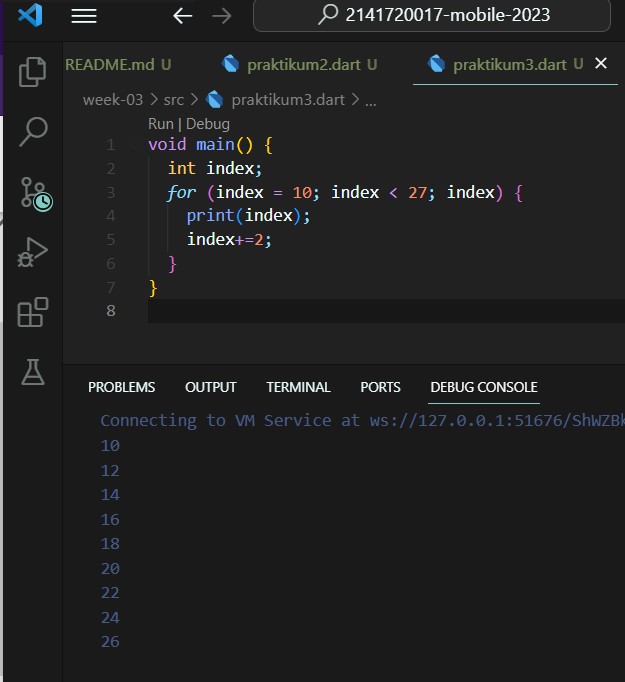 2141720017-mobile-2023
README.md U praktikum2.dart U praktikum3.dart U
week-03 > src > praktikum3.dart > ...
Run | Debug
1 void main() {
2 int index;
3 for (index = 10; index < 27; index) {
4 print(index);
5 index+=2;
6 }
7 }
8
PROBLEMS OUTPUT TERMINAL PORTS DEBUG CONSOLE
Connecting to VM Service at ws://127.0.0.1:51676/ShWZB
10
12
14
16
18
20
22
24
26